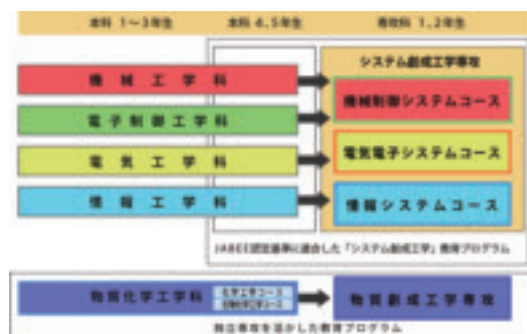 本科 1～3年生
本科 4,5年生
専攻科 1,2年生
システム創成工学専攻
機械工学科
機械制御システムコース
電子制御工学科
電気工学科
電気電子システムコース
情報工学科
情報システムコース
JABEE認定基準に適合した「システム創成工学」教育プログラム
物質化学工学科
化学工学コース
物質創成工学専攻
独立専攻を活かした教育プログラム